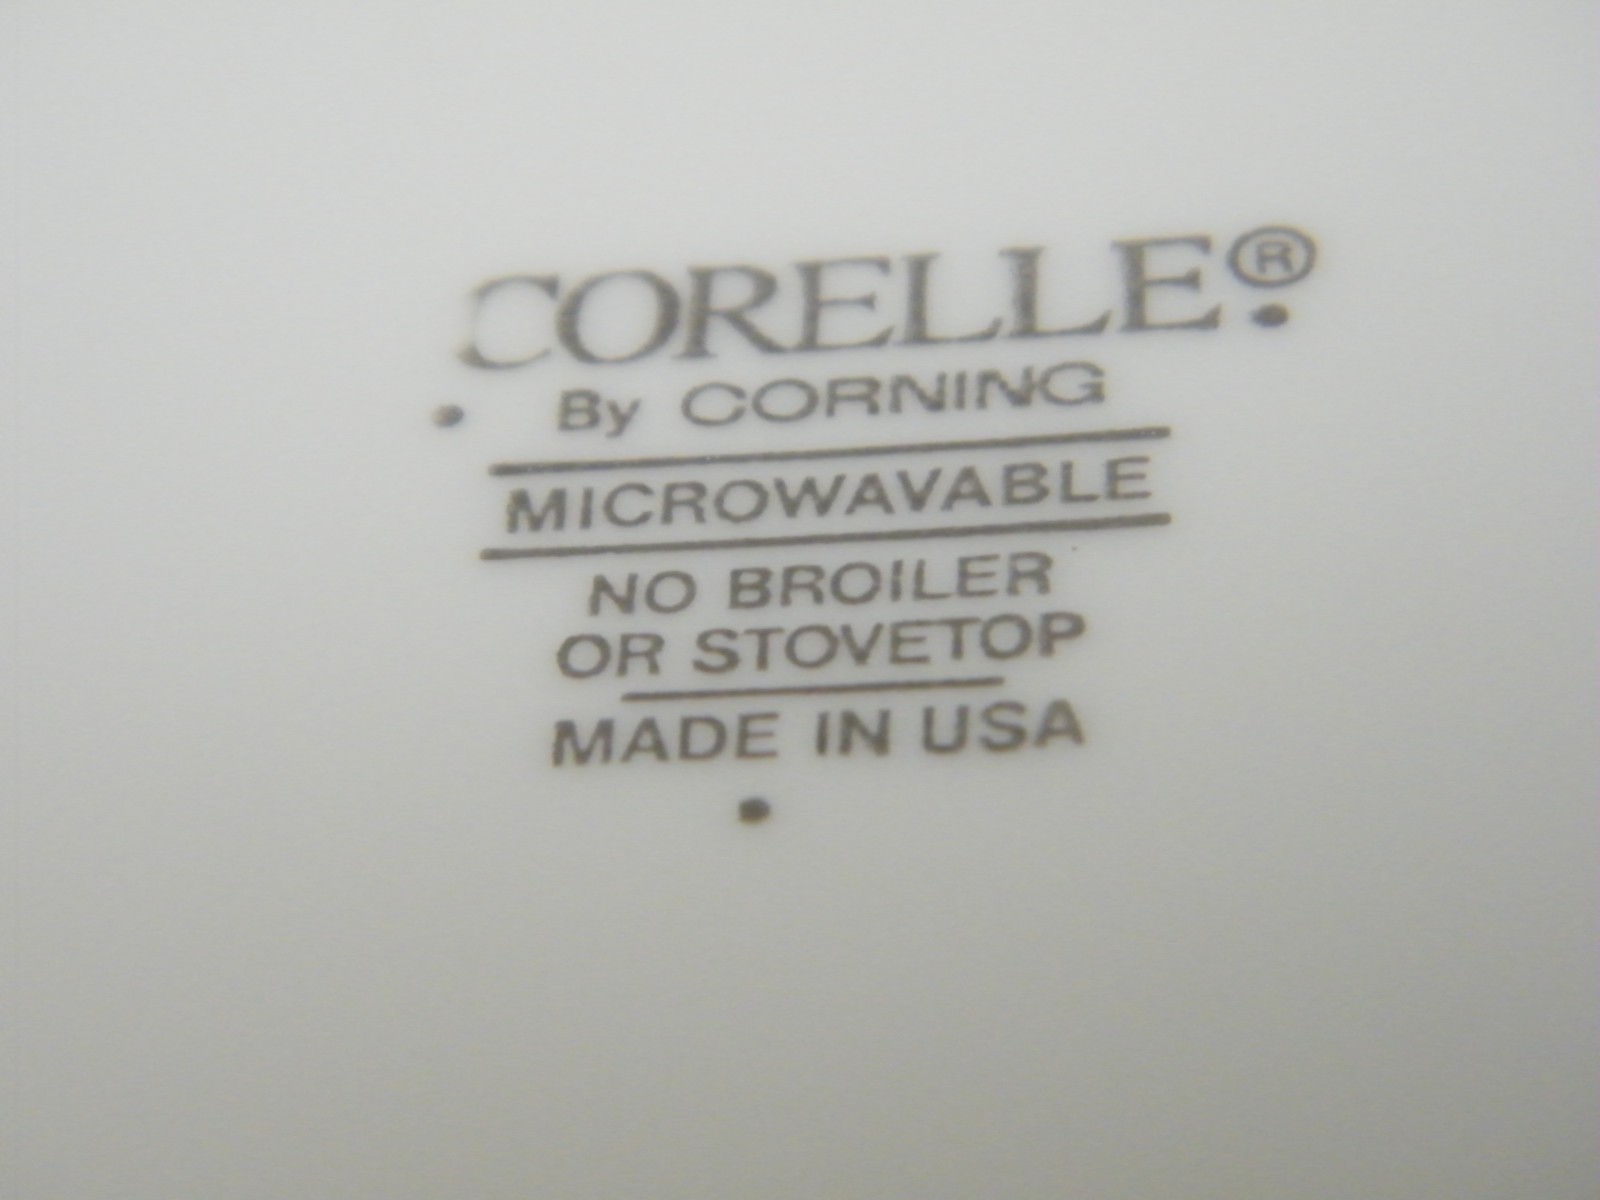 CORELLE®
By CORNING
MICROWAVABLE
NO BROILER
OR STOVETOP
MADE IN USA